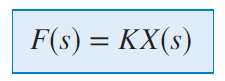 F(s) = KX(s)